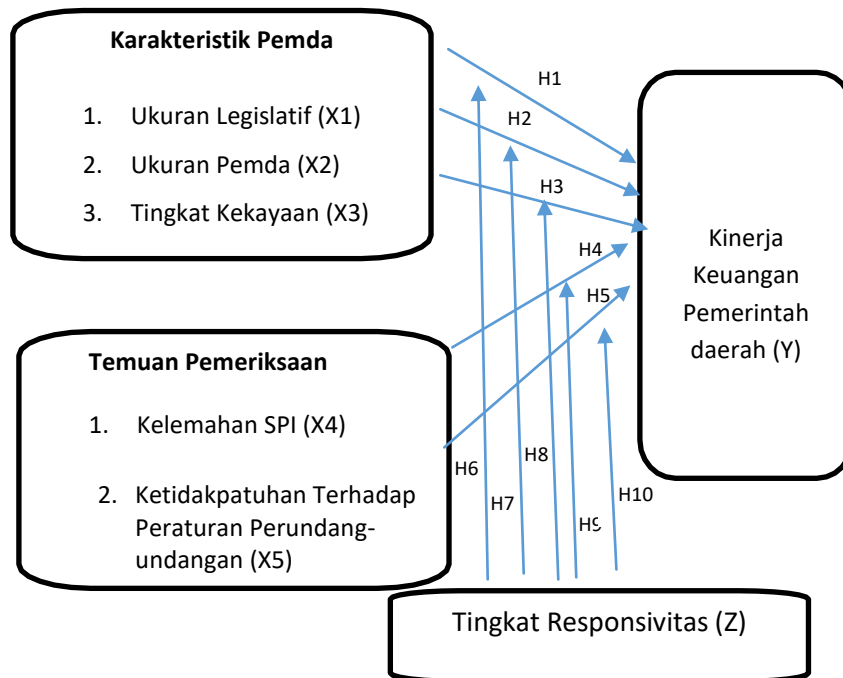 Karakteristik Pemda
1. Ukuran Legislatif (X1)
2. Ukuran Pemda (X2)
3. Tingkat Kekayaan (X3)
H1
H2
H3
H4
H5
Kinerja
Keuangan
Pemerintah
daerah (Y)
Temuan Pemeriksaan
1. Kelemahan SPI (X4)
2. Ketidakpatuhan Terhadap
Peraturan Perundang-
undangan (X5)
H6
H7
H8
H9
H10
Tingkat Responsivitas (Z)